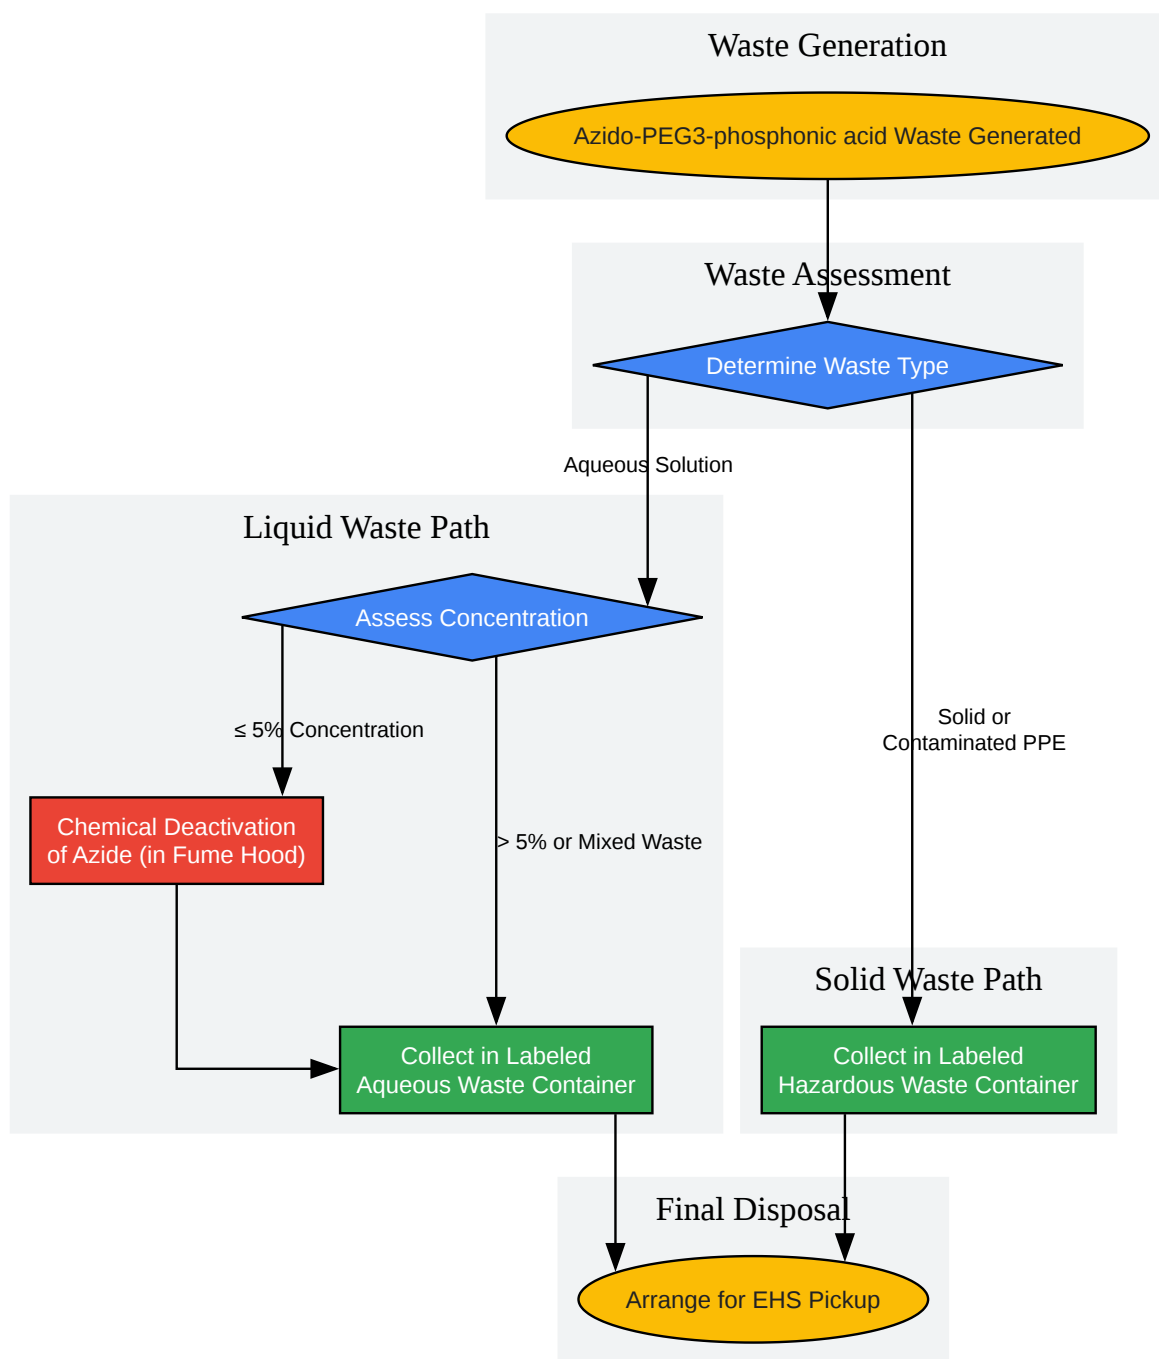 Waste Generation
Azido-PEG3-phosphonic acid Waste Generated
Waste Assessment
Determine Waste Type
Aqueous Solution
Liquid Waste Path
Assess Concentration
≤ 5% Concentration
Solid or
Contaminated PPE
Chemical Deactivation
of Azide (in Fume Hood)
> 5% or Mixed Waste
Solid Waste Path
Collect in Labeled
Aqueous Waste Container
Collect in Labeled
Hazardous Waste Container
Final Disposal
Arrange for EHS Pickup